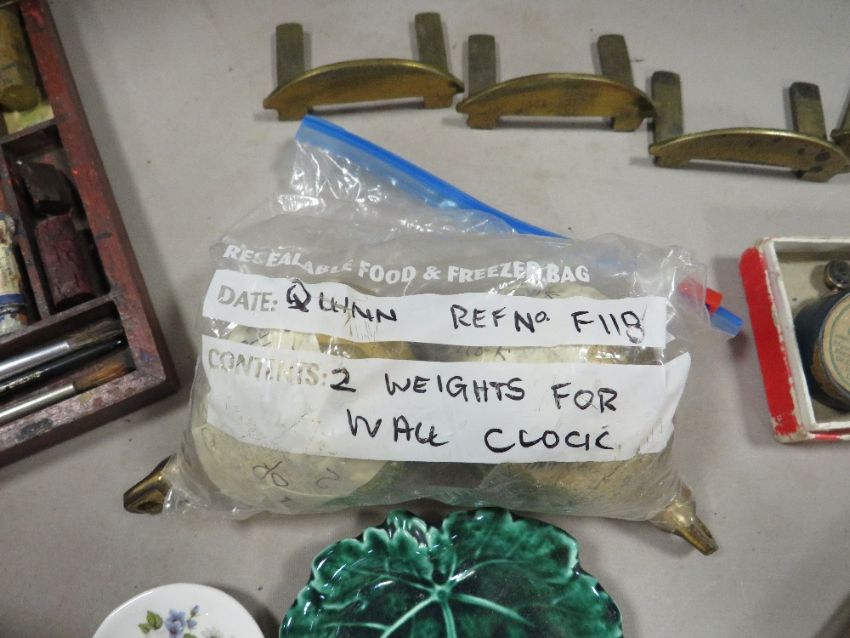 RESEALABLE FOOD & FREEZER BAG
DATE: QUINN REF No. F118
CONTENTS: 2 WEIGHTS FOR
WALL CLOCK